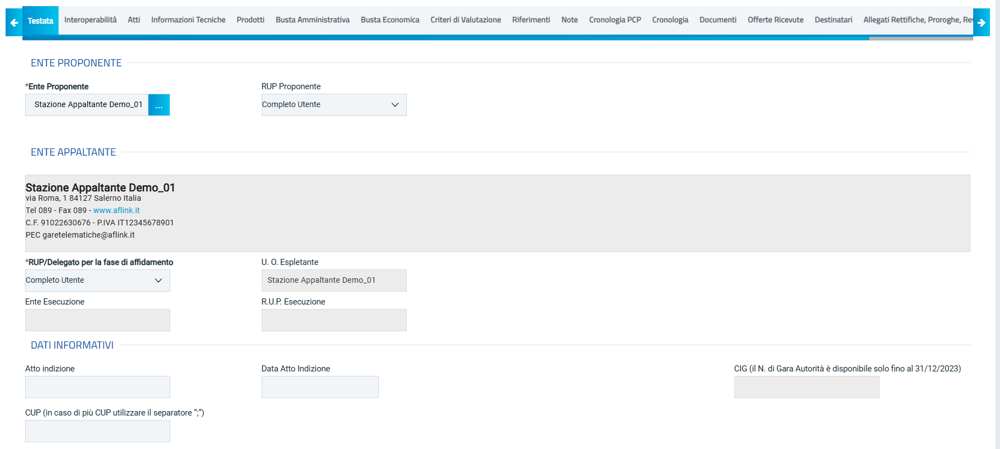 Testata Interoperabilità Atti Informazioni Tecniche Prodotti Busta Amministrativa Busta Economica Criteri di Valutazione Riferimenti Note Cronologia PCP Cronologia Documenti Offerte Ricevute Destinatari Allegati Rettifiche, Proroghe, Rev
ENTE PROPONENTE
*Ente Proponente RUP Proponente
Stazione Appaltante Demo_01 ... Completo Utente
ENTE APPALTANTE
Stazione Appaltante Demo_01
via Roma, 1 84127 Salerno Italia
Tel 089 - Fax 089 - www.aflink.it
C.F. 91022630676 - P.IVA IT12345678901
PEC garetelematiche@aflink.it
*RUP/Delegato per la fase di affidamento U. O. Espletante
Completo Utente Stazione Appaltante Demo_01
Ente Esecuzione R.U.P. Esecuzione
DATI INFORMATIVI
Atto indizione Data Atto Indizione CIG (il N. di Gara Autorità è disponibile solo fino al 31/12/2023)
CUP (in caso di più CUP utilizzare il separatore “;”)